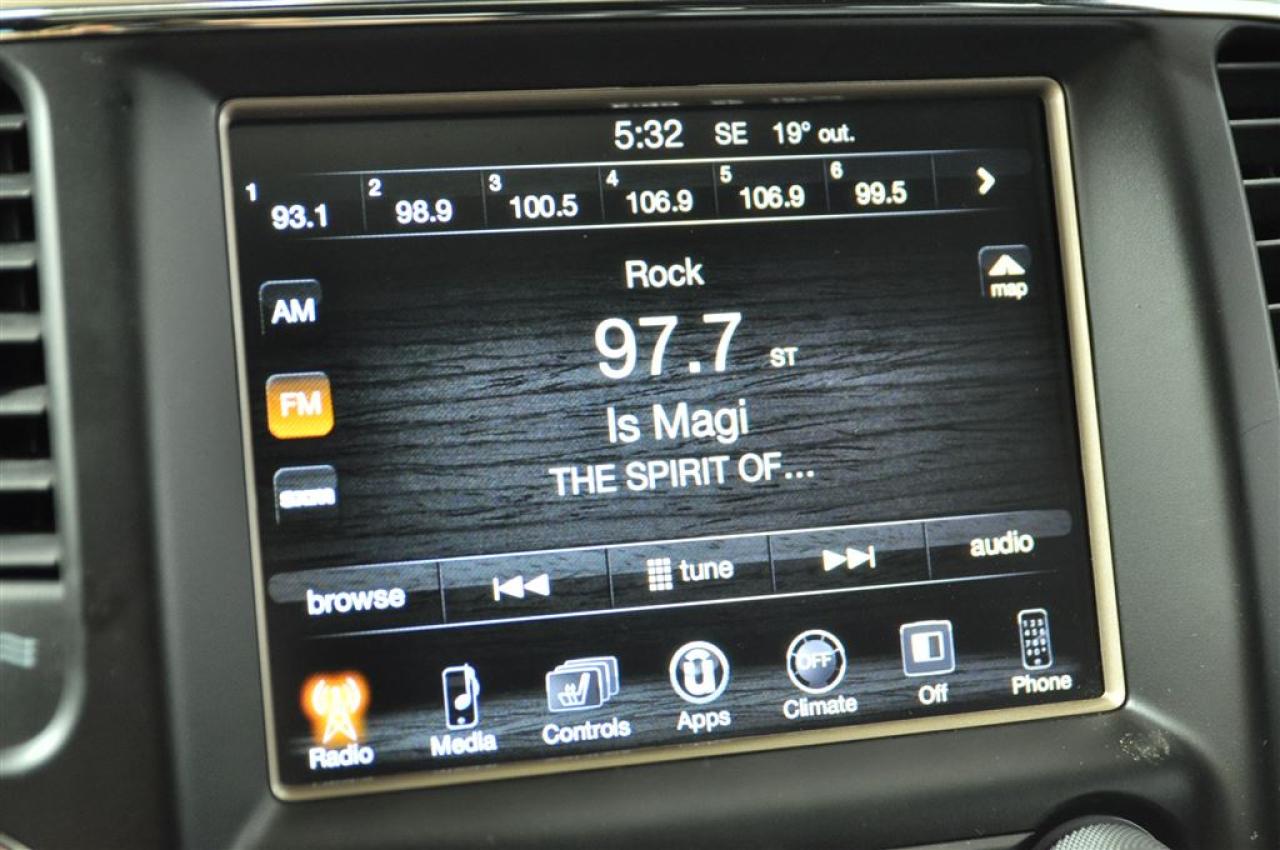 5:32 SE 19° out.
1 93.1 2 98.9 3 100.5 4 106.9 5 106.9 6 99.5
Rock
map
AM
97.7 ST
FM
Is Magi
THE SPIRIT OF...
browse tune audio
OFF
Radio Media Controls Apps Climate Off Phone